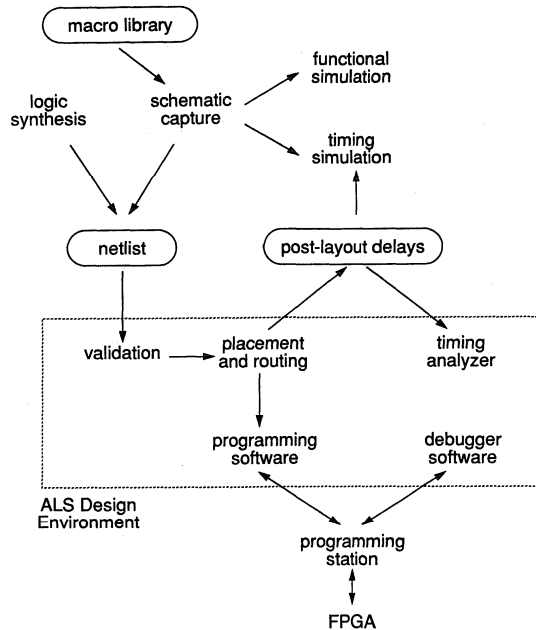 macro library
functional
simulation
logic
synthesis
schematic
capture
timing
simulation
netlist
post-layout delays
validation
placement
and routing
timing
analyzer
programming
software
debugger
software
ALS Design
Environment
programming
station
FPGA